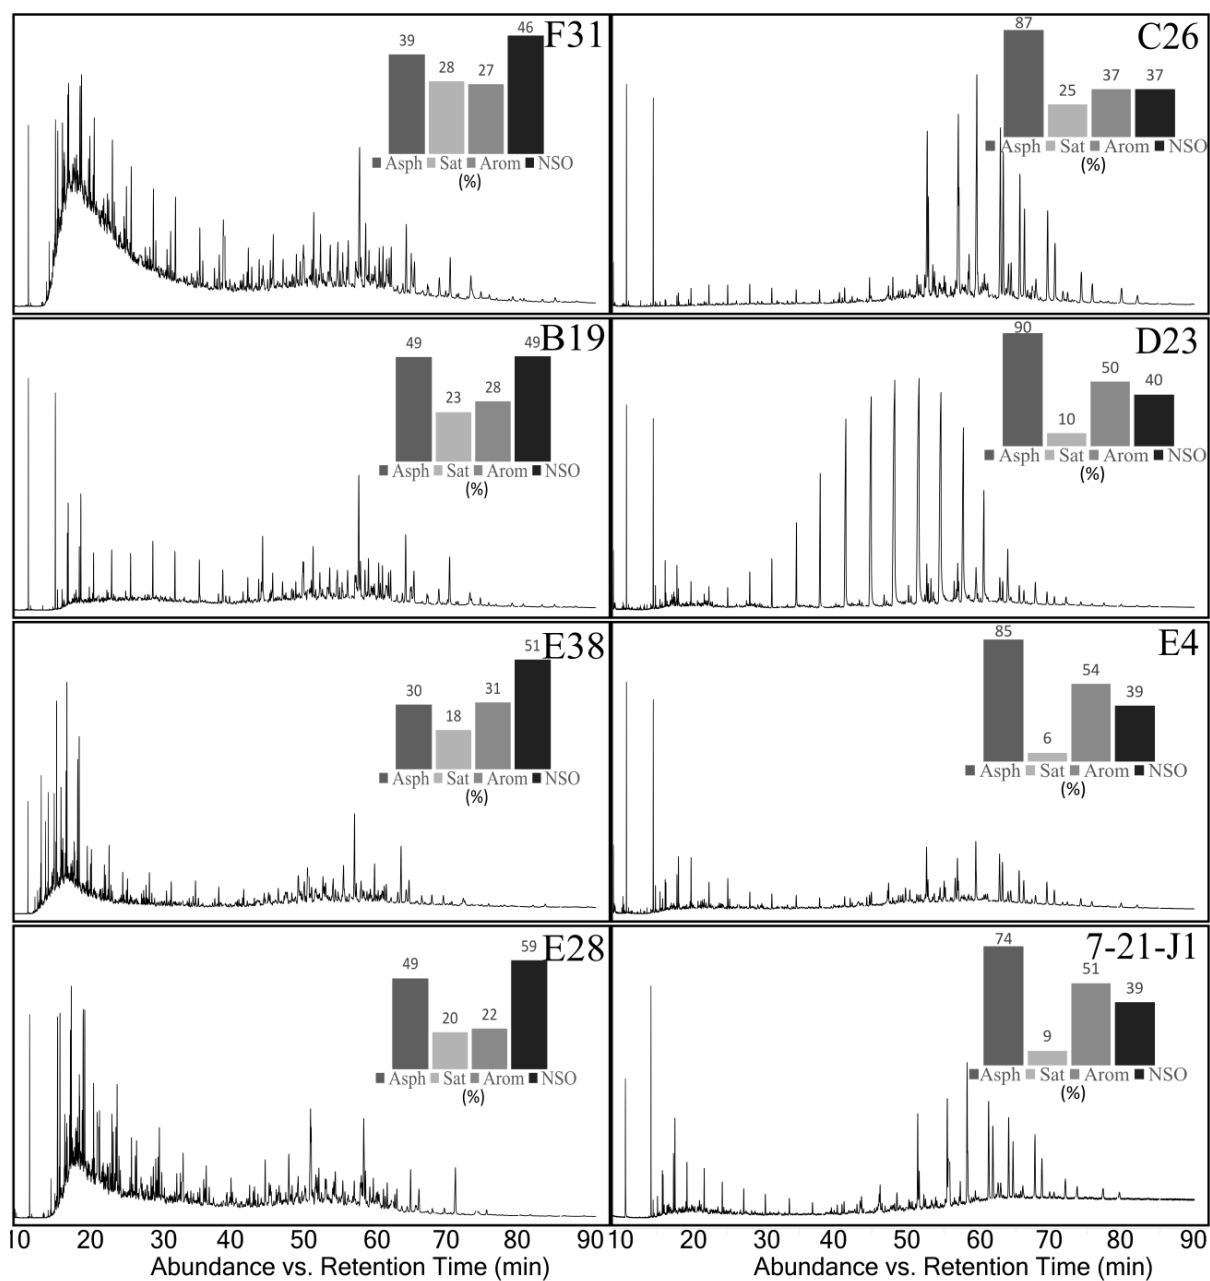 F31
39 28 27 46
Asph Sat Arom NSO
(%)
C26
87 25 37 37
Asph Sat Arom NSO
(%)
B19
49 23 28 49
Asph Sat Arom NSO
(%)
D23
90 10 50 40
Asph Sat Arom NSO
(%)
E38
30 18 31 51
Asph Sat Arom NSO
(%)
E4
85 6 54 39
Asph Sat Arom NSO
(%)
E28
49 20 22 59
Asph Sat Arom NSO
(%)
7-21-J1
74 9 51 39
Asph Sat Arom NSO
(%)
10 20 30 40 50 60 70 80 90
Abundance vs. Retention Time (min)
10 20 30 40 50 60 70 80 90
Abundance vs. Retention Time (min)